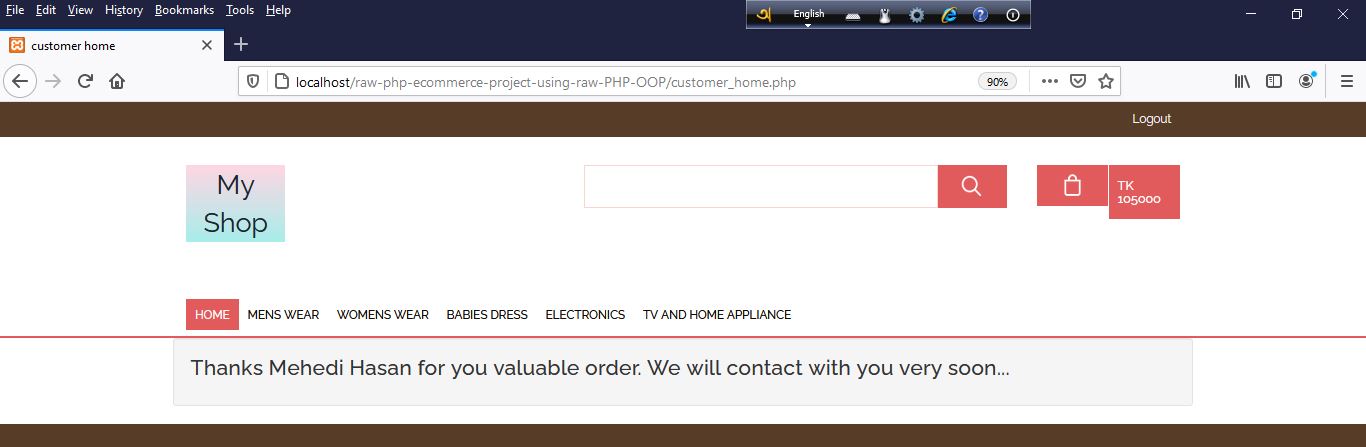 File Edit View History Bookmarks Tools Help
অ English
customer home
localhost/raw-php-ecommerce-project-using-raw-PHP-OOP/customer_home.php 90%
Logout
My
Shop
TK
105000
HOME MENS WEAR WOMENS WEAR BABIES DRESS ELECTRONICS TV AND HOME APPLIANCE
Thanks Mehedi Hasan for you valuable order. We will contact with you very soon...